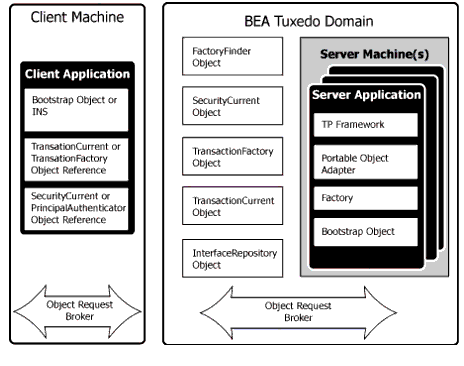 Client Machine
Client Application
Bootstrap Object or
INS
TransationCurrent or
TransationFactory
Object Reference
SecurityCurrent or
PrincipalAuthenticator
Object Reference
Object Request
Broker
BEA Tuxedo Domain
FactoryFinder
Object
SecurityCurrent
Object
TransactionFactory
Object
TransactionCurrent
Object
InterfaceRepository
Object
Server Machine(s)
Server Application
TP Framework
Portable Object
Adapter
Factory
Bootstrap Object
Object Request
Broker